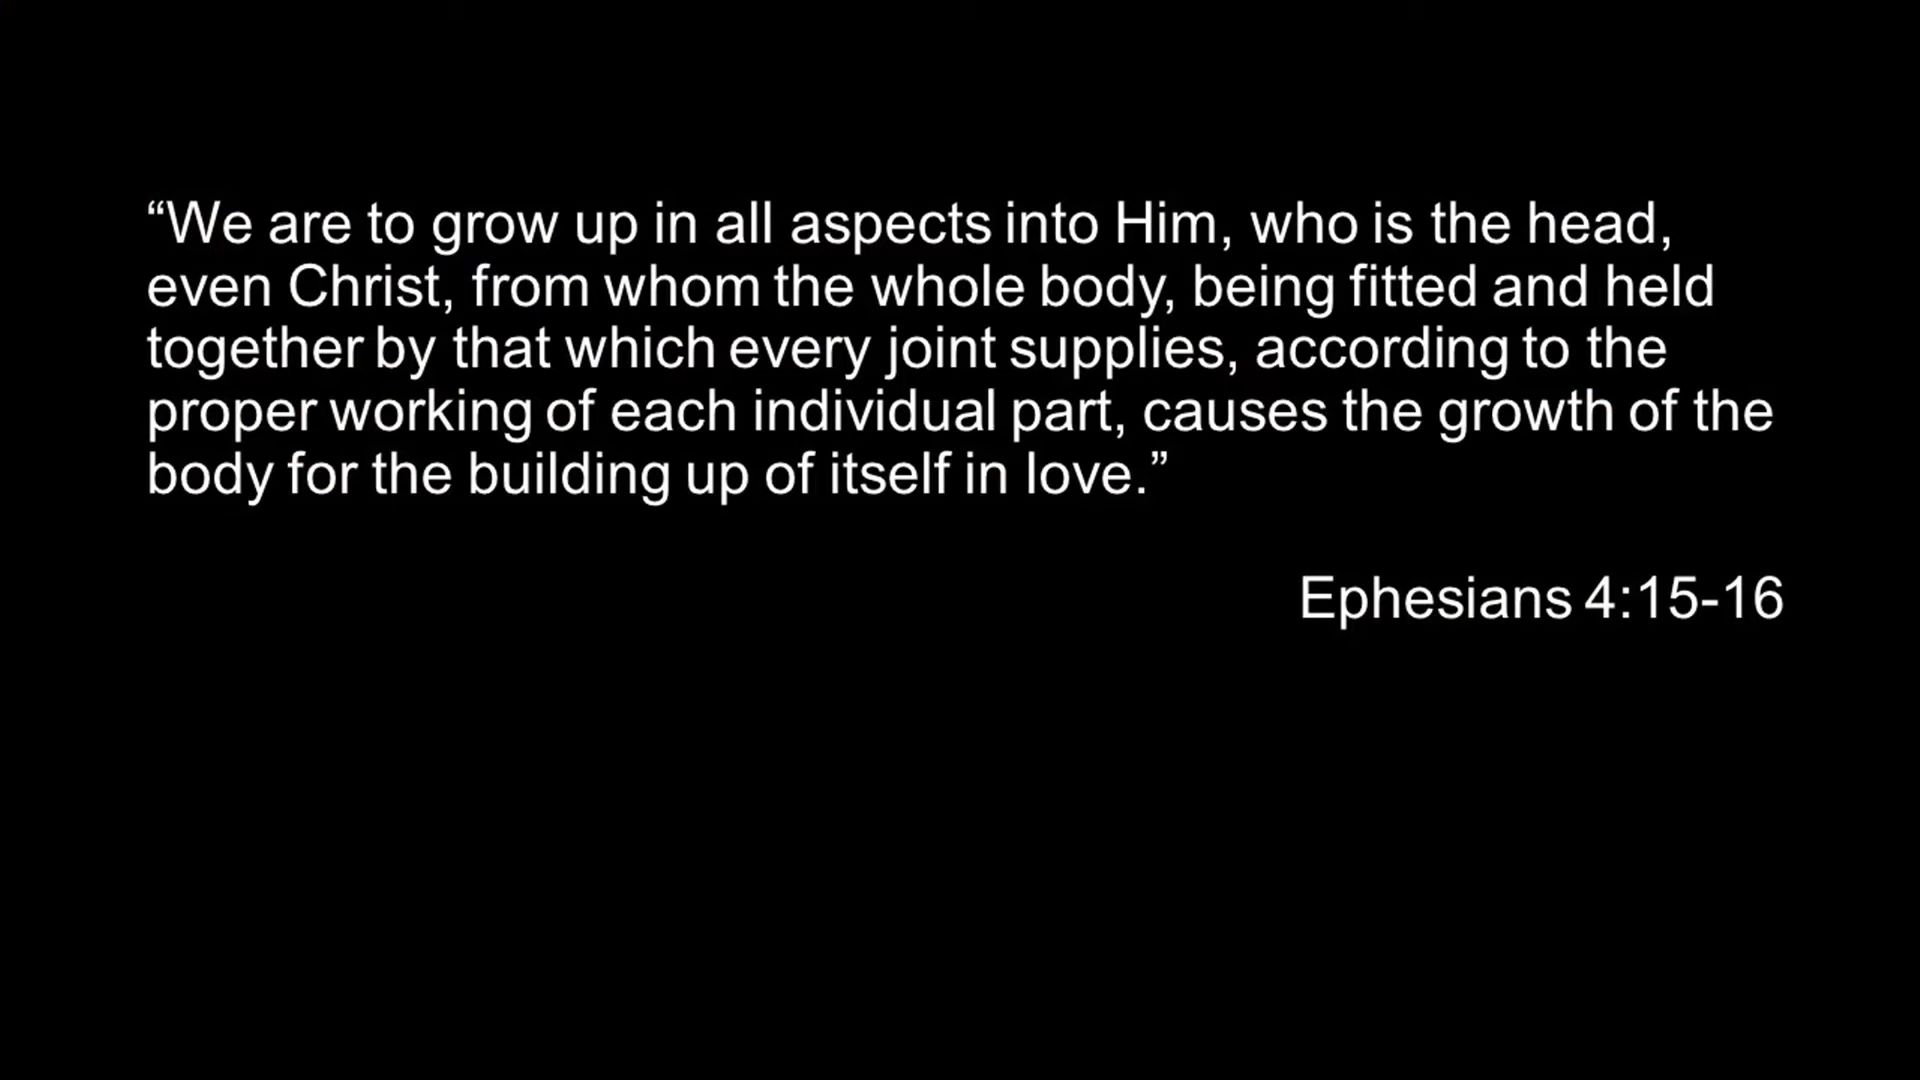 “We are to grow up in all aspects into Him, who is the head,
even Christ, from whom the whole body, being fitted and held
together by that which every joint supplies, according to the
proper working of each individual part, causes the growth of the
body for the building up of itself in love.”
Ephesians 4:15-16